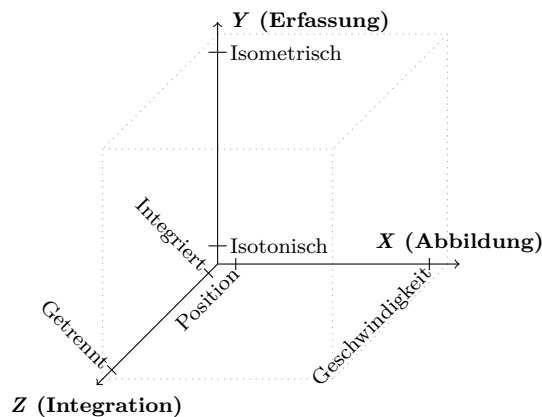 Y (Erfassung)
Isometrisch
Integriert
Isotonisch
X (Abbildung)
Position
Geschwindigkeit
Getrennt
Z (Integration)